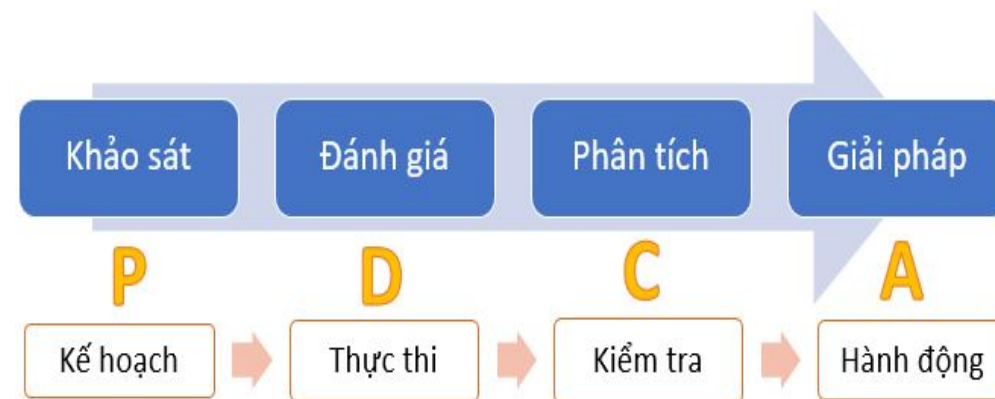 Khảo sát
Đánh giá
Phân tích
Giải pháp
P
D
C
A
Kế hoạch
Thực thi
Kiểm tra
Hành động